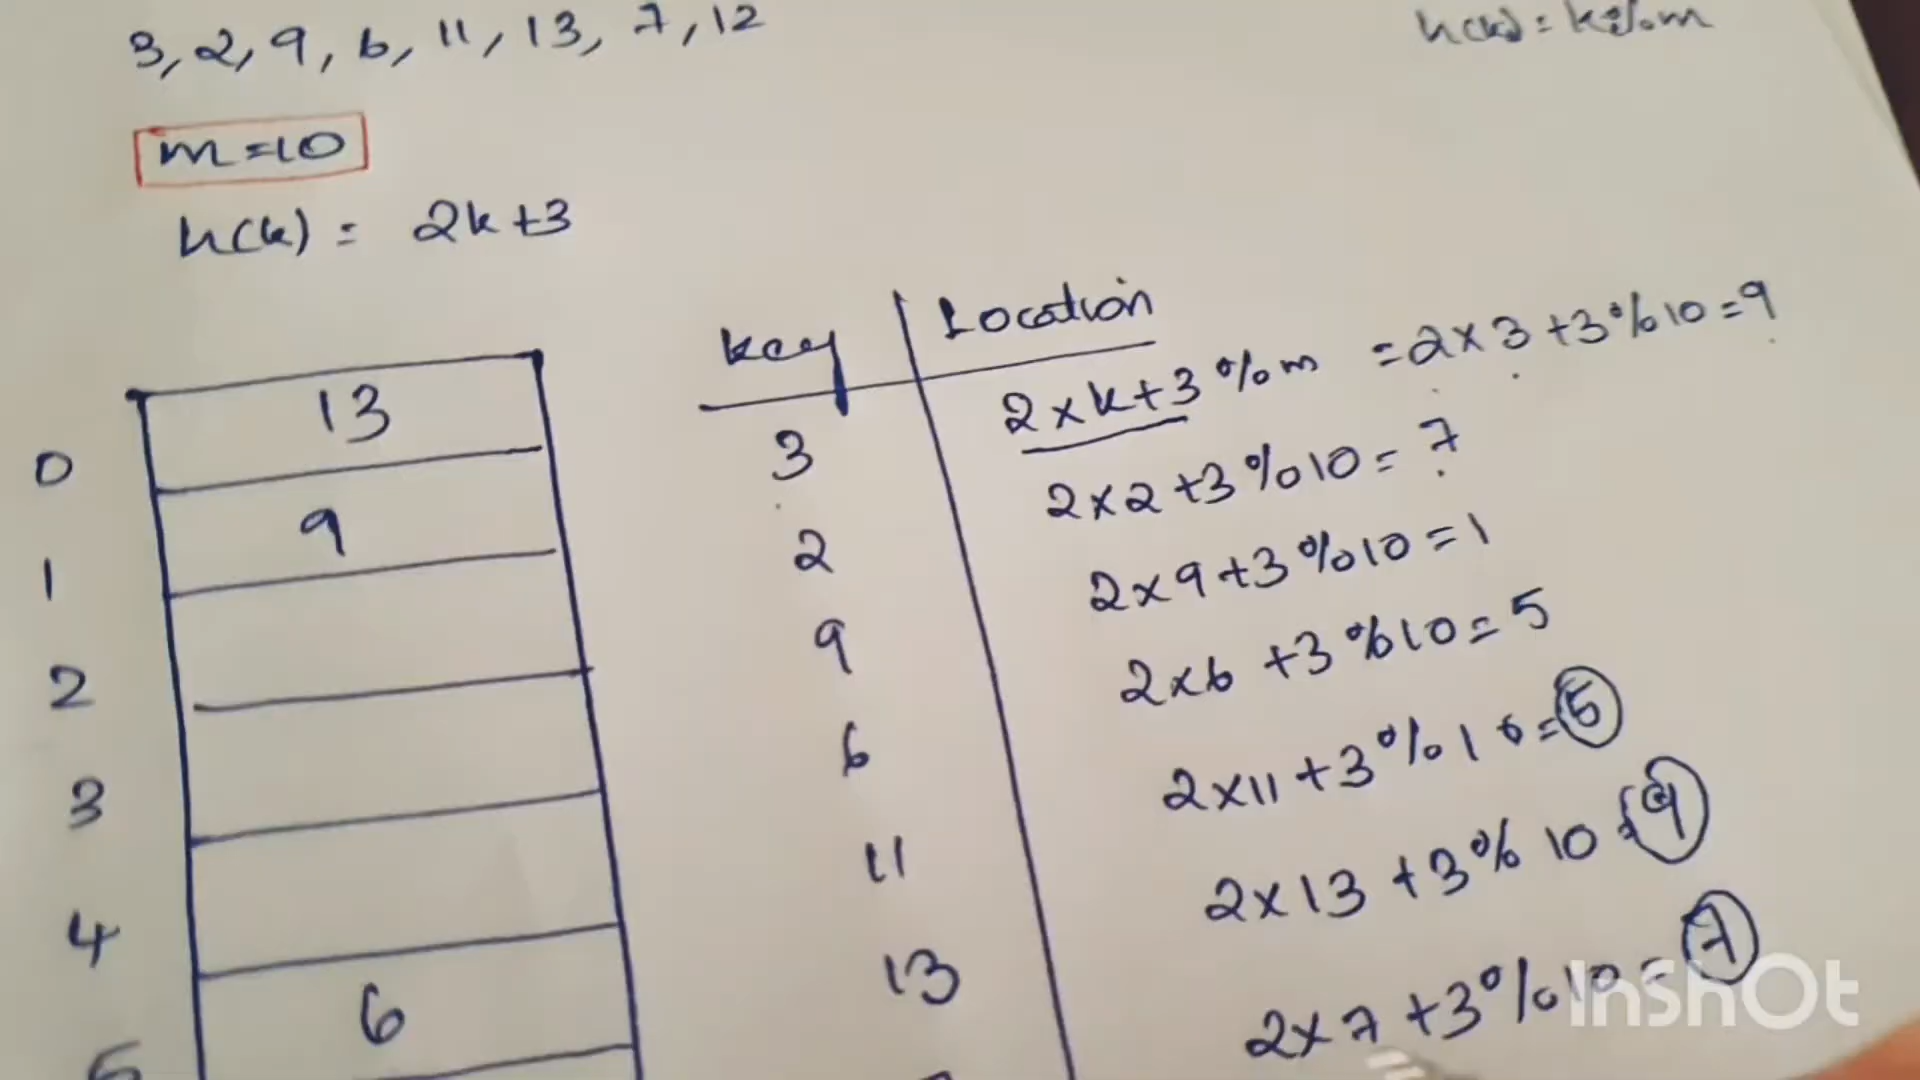 3, 2, 9, 6, 11, 13, 7, 12
h(k) = k%m
m=10
h(k) = 2k+3
Key Location
2 x k+3 % m = 2 x 3 +3 % 10 = 9
3
2 x 2 +3 % 10 = 7
2
2 x 9 +3 % 10 = 1
9
2 x 6 +3 % 10 = 5
6
2 x 11 +3 % 10 = 5
11
2 x 13 +3 % 10 = 9
13
2 x 7 +3 % 10 = 7
0 13
1 9
2
3
4
5 6
InShOt